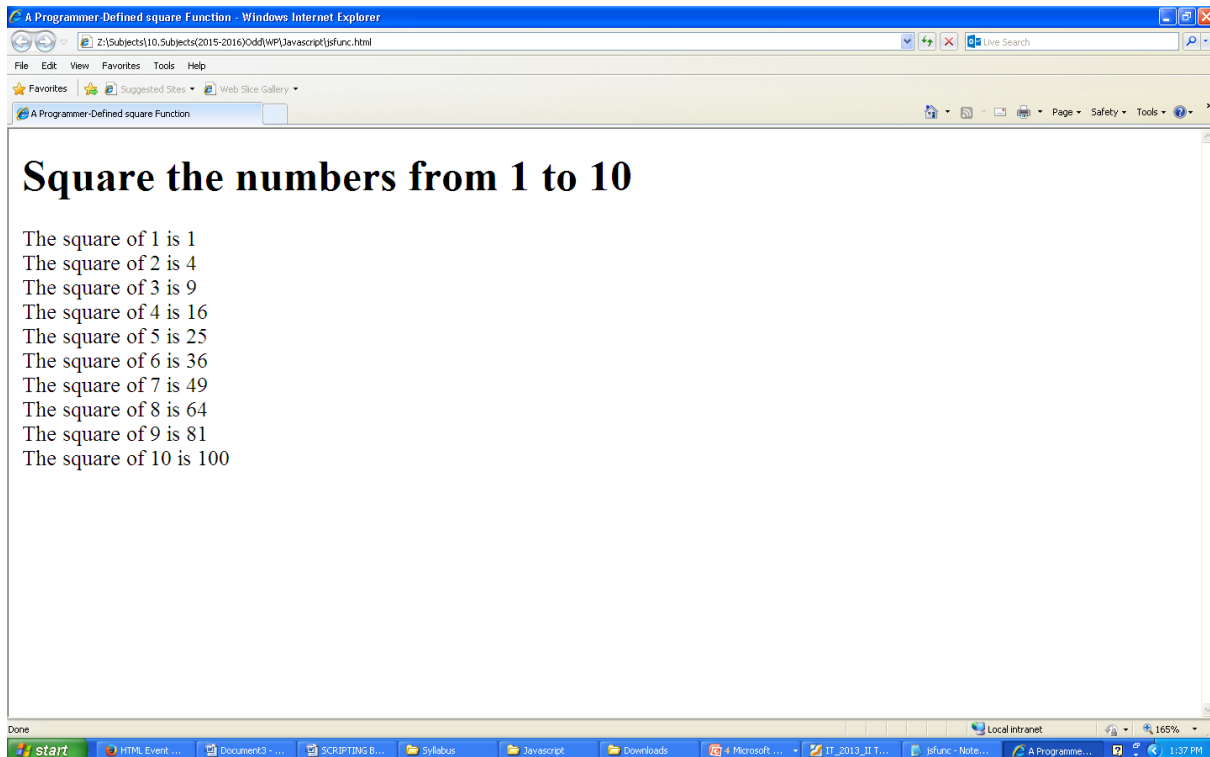 A Programmer-Defined square Function - Windows Internet Explorer
Z:\Subjects\10.Subjects(2015-2016)Odd\WP\Javascript\jsfunc.html
Live Search
File Edit View Favorites Tools Help
Favorites Suggested Sites Web Slice Gallery
A Programmer-Defined square Function
Page Safety Tools
Square the numbers from 1 to 10
The square of 1 is 1
The square of 2 is 4
The square of 3 is 9
The square of 4 is 16
The square of 5 is 25
The square of 6 is 36
The square of 7 is 49
The square of 8 is 64
The square of 9 is 81
The square of 10 is 100
Done Local intranet 165%
start HTML Event ... Document3 - ... SCRIPTING B... Syllabus Javascript Downloads 4 Microsoft ... IT_2013_II T... jsfunc - Note... A Programme... 1:37 PM